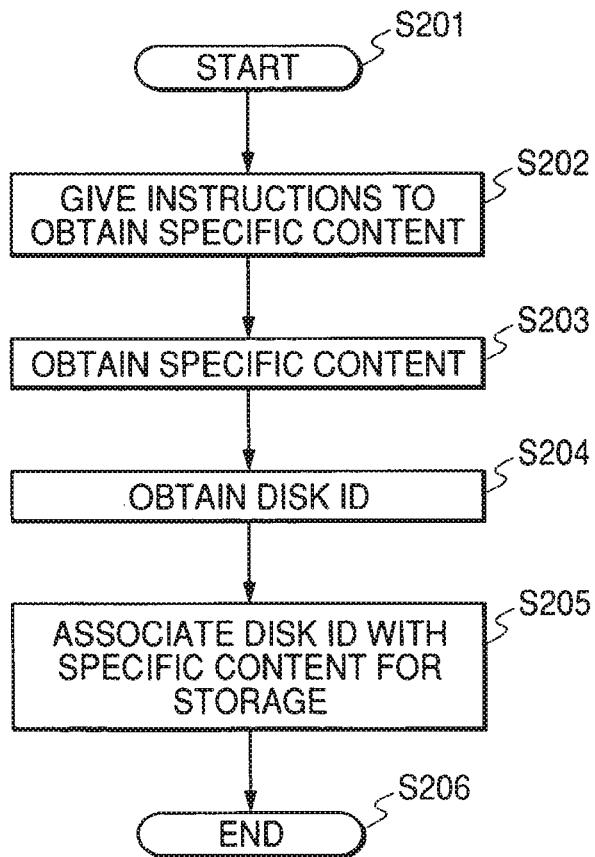 S201
START
S202
GIVE INSTRUCTIONS TO
OBTAIN SPECIFIC CONTENT
S203
OBTAIN SPECIFIC CONTENT
S204
OBTAIN DISK ID
S205
ASSOCIATE DISK ID WITH
SPECIFIC CONTENT FOR
STORAGE
S206
END